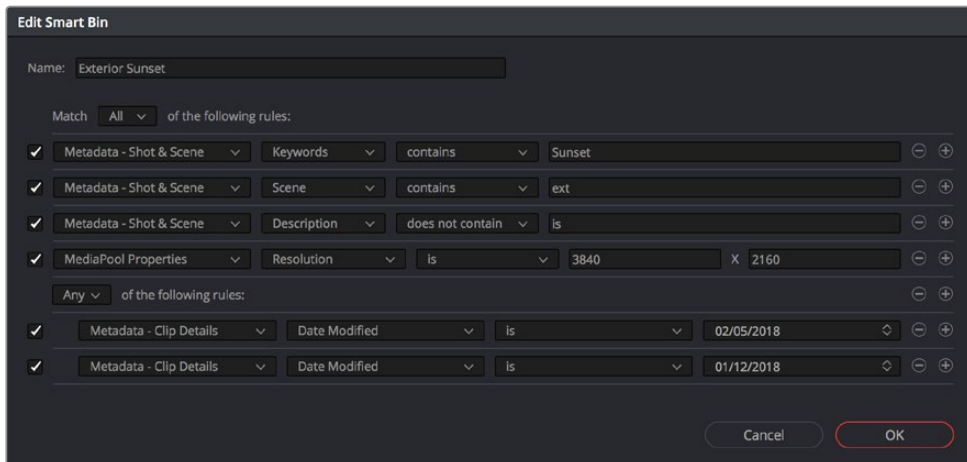 Edit Smart Bin
Name: Exterior Sunset
Match All of the following rules:
Metadata - Shot & Scene Keywords contains Sunset
Metadata - Shot & Scene Scene contains ext
Metadata - Shot & Scene Description does not contain is
MediaPool Properties Resolution is 3840 X 2160
Any of the following rules:
Metadata - Clip Details Date Modified is 02/05/2018
Metadata - Clip Details Date Modified is 01/12/2018
Cancel OK